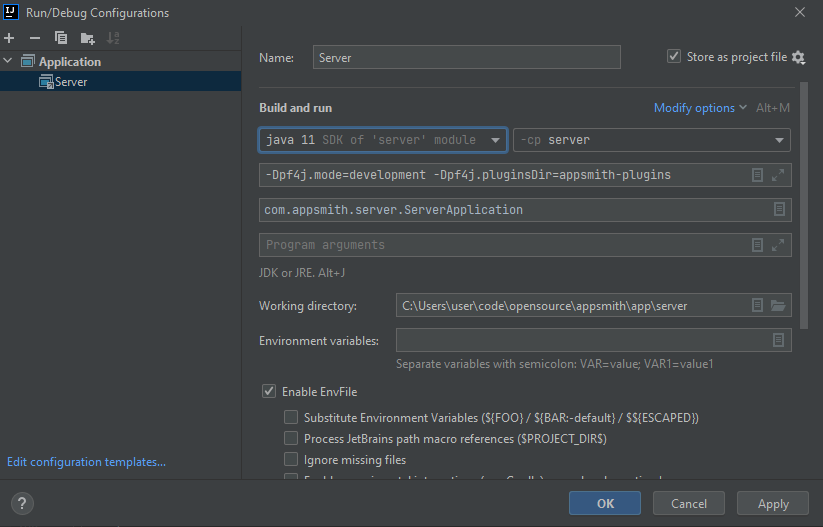 Run/Debug Configurations
Application
Server
Name: Server Store as project file
Build and run Modify options Alt+M
java 11 SDK of 'server' module -cp server
-Dpf4j.mode=development -Dpf4j.pluginsDir=appsmith-plugins
com.appsmith.server.ServerApplication
Program arguments
JDK or JRE. Alt+J
Working directory: C:\Users\user\code\opensource\appsmith\app\server
Environment variables:
Separate variables with semicolon: VAR=value; VAR1=value1
Enable EnvFile
Substitute Environment Variables (${FOO} / ${BAR:-default} / $${ESCAPED})
Process JetBrains path macro references ($PROJECT_DIR$)
Ignore missing files
Edit configuration templates...
? OK Cancel Apply